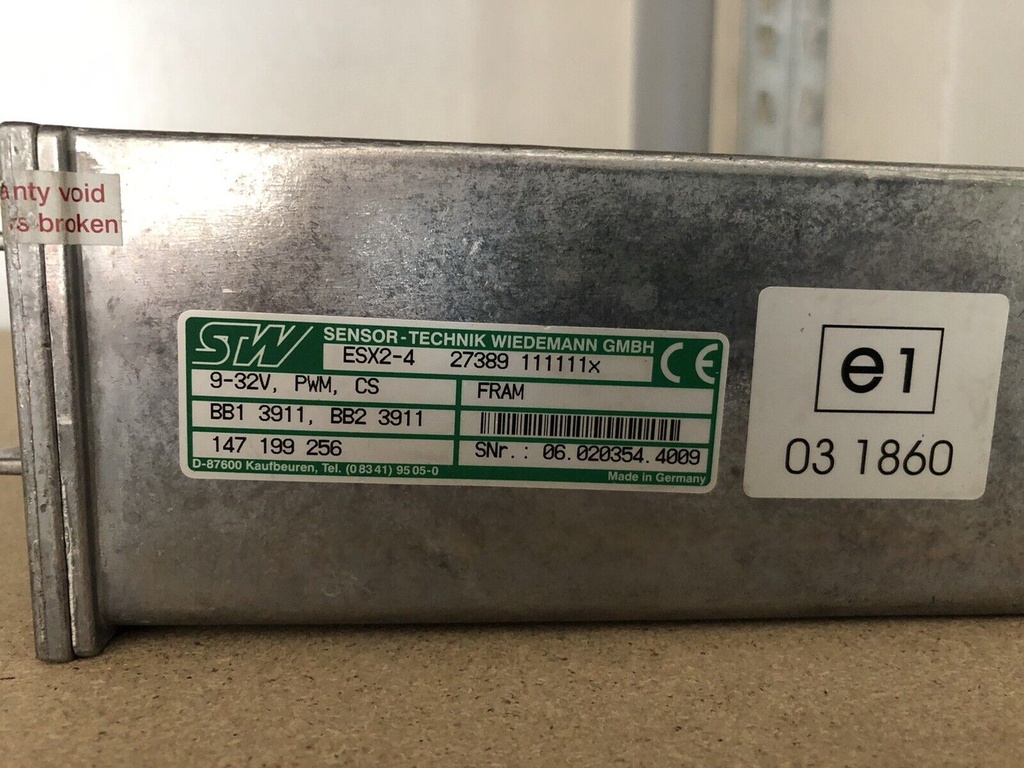 anty void
broken
STW SENSOR-TECHNIK WIEDEMANN GMBH CE
ESX2-4 27389 111111x
9-32V, PWM, CS FRAM
BB1 3911, BB2 3911
147 199 256 SNr.: 06.020354.4009
D-87600 Kaufbeuren, Tel. (08341) 9505-0 Made in Germany
e1
03 1860